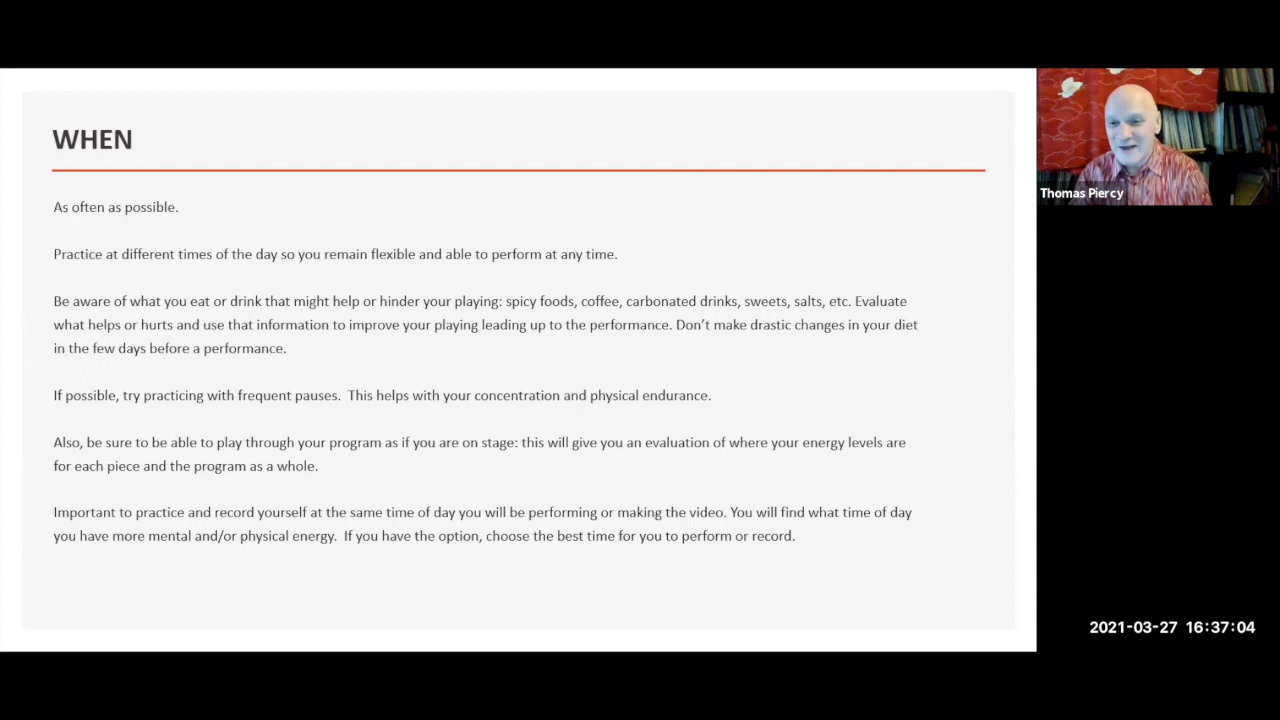 WHEN
As often as possible.
Practice at different times of the day so you remain flexible and able to perform at any time.
Be aware of what you eat or drink that might help or hinder your playing: spicy foods, coffee, carbonated drinks, sweets, salts, etc. Evaluate
what helps or hurts and use that information to improve your playing leading up to the performance. Don’t make drastic changes in your diet
in the few days before a performance.
If possible, try practicing with frequent pauses.  This helps with your concentration and physical endurance.
Also, be sure to be able to play through your program as if you are on stage: this will give you an evaluation of where your energy levels are
for each piece and the program as a whole.
Important to practice and record yourself at the same time of day you will be performing or making the video. You will find what time of day
you have more mental and/or physical energy.  If you have the option, choose the best time for you to perform or record.
Thomas Piercy
2021-03-27 16:37:04